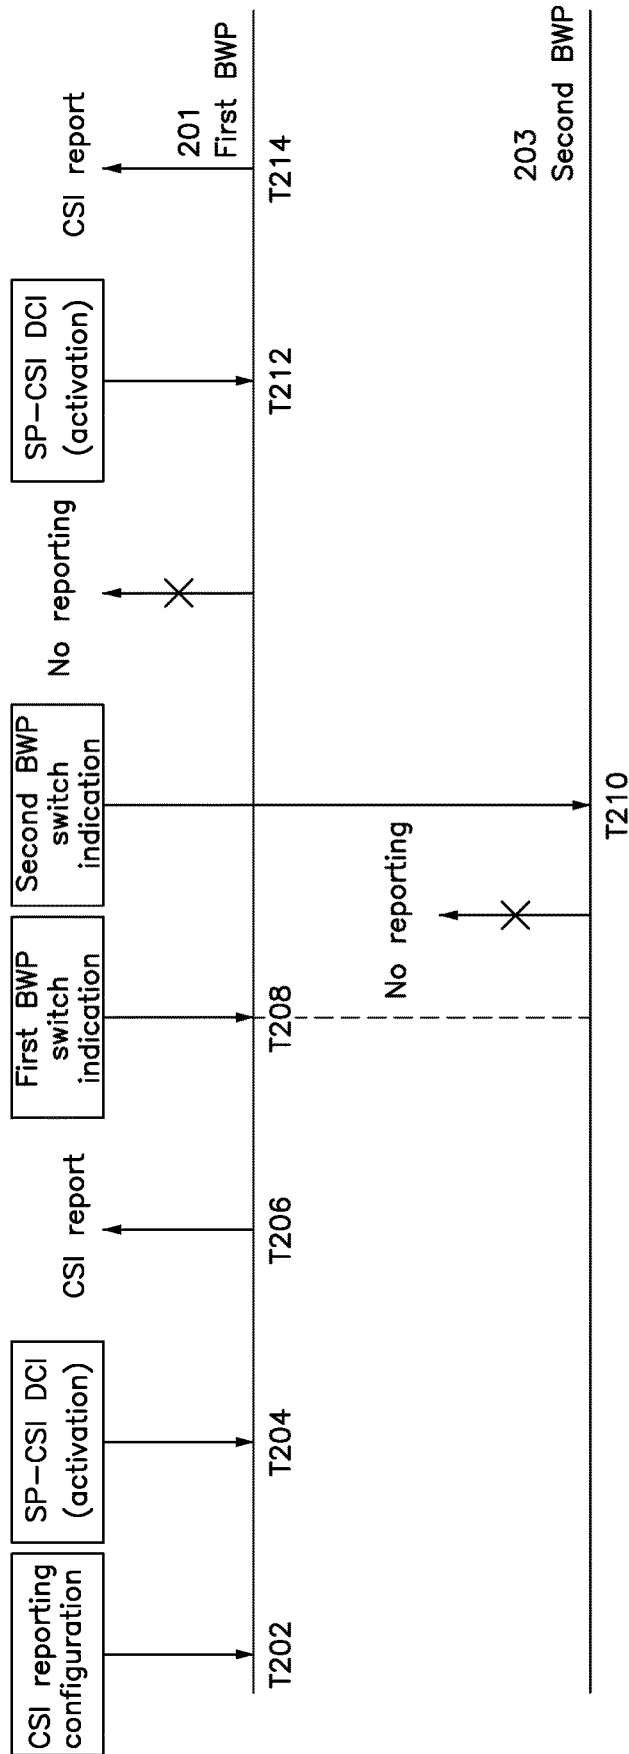 CSI reporting
configuration
T202
SP-CSI DCI
(activation)
T204
CSI report
T206
First BWP
switch
indication
T208
No reporting
Second BWP
switch
indication
T210
No reporting
SP-CSI DCI
(activation)
T212
CSI report
T214
201
First BWP
203
Second BWP